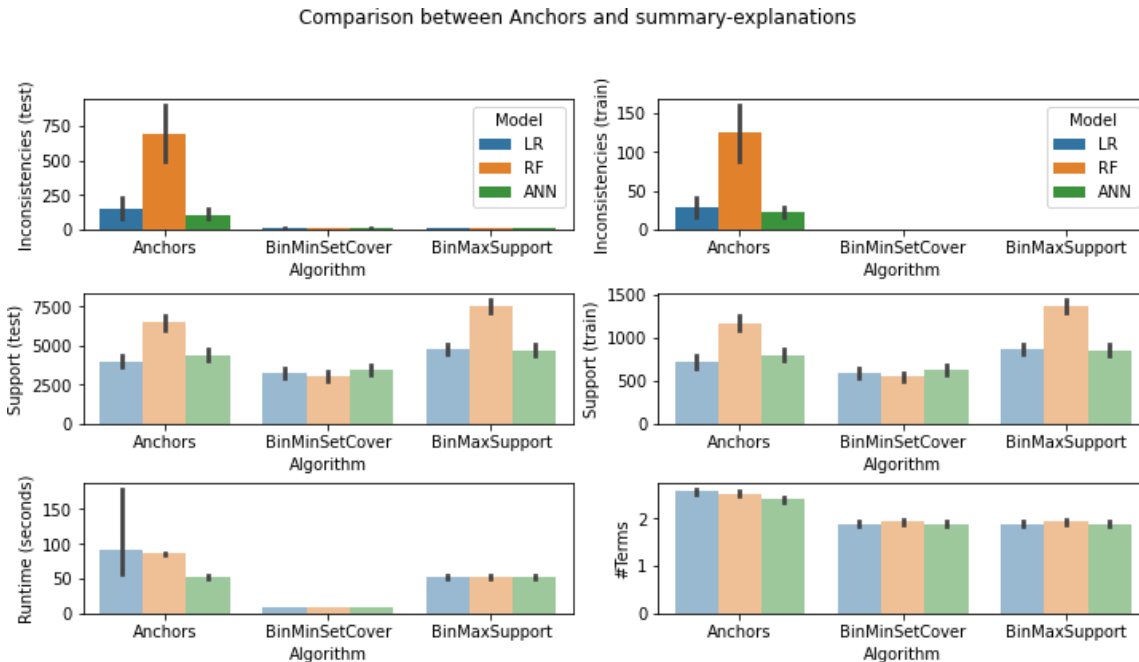 Comparison between Anchors and summary-explanations
Inconsistencies (test)
750
500
250
0
Model
LR
RF
ANN
Anchors
BinMinSetCover
BinMaxSupport
Algorithm
Inconsistencies (train)
150
100
50
0
Model
LR
RF
ANN
Anchors
BinMinSetCover
BinMaxSupport
Algorithm
Support (test)
7500
5000
2500
0
Anchors
BinMinSetCover
BinMaxSupport
Algorithm
Support (train)
1500
1000
500
0
Anchors
BinMinSetCover
BinMaxSupport
Algorithm
Runtime (seconds)
150
100
50
0
Anchors
BinMinSetCover
BinMaxSupport
Algorithm
#Terms
2
1
0
Anchors
BinMinSetCover
BinMaxSupport
Algorithm